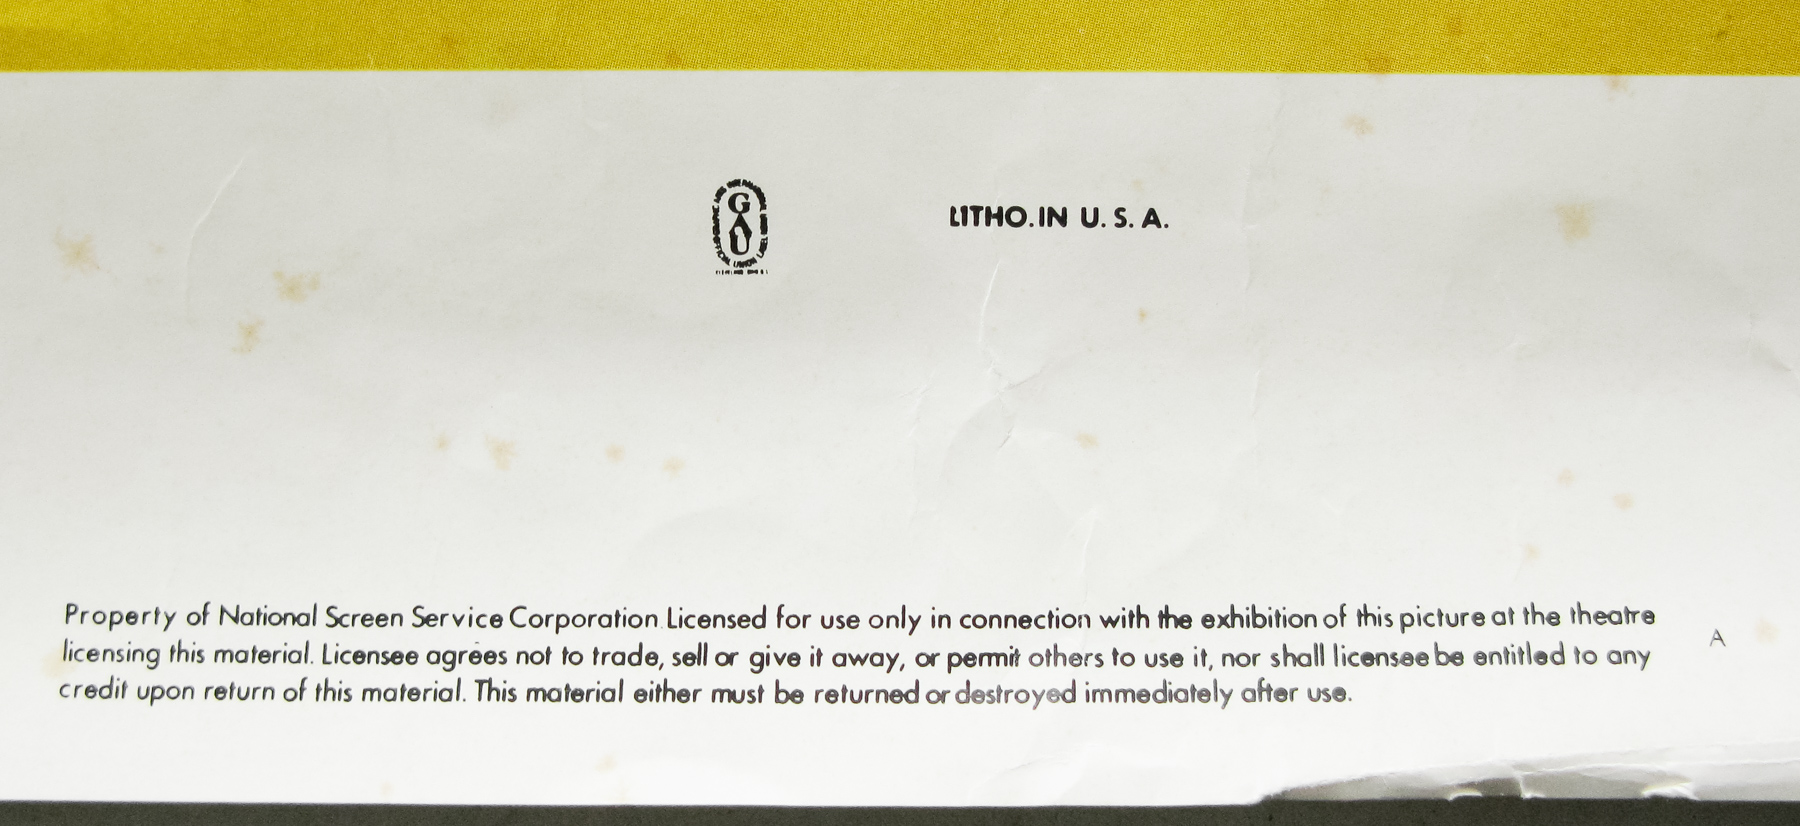 GAU
LITHO.IN U. S. A.
Property of National Screen Service Corporation. Licensed for use only in connection with the exhibition of this picture at the theatre
licensing this material. Licensee agrees not to trade, sell or give it away, or permit others to use it, nor shall licensee be entitled to any
credit upon return of this material. This material either must be returned or destroyed immediately after use.
A